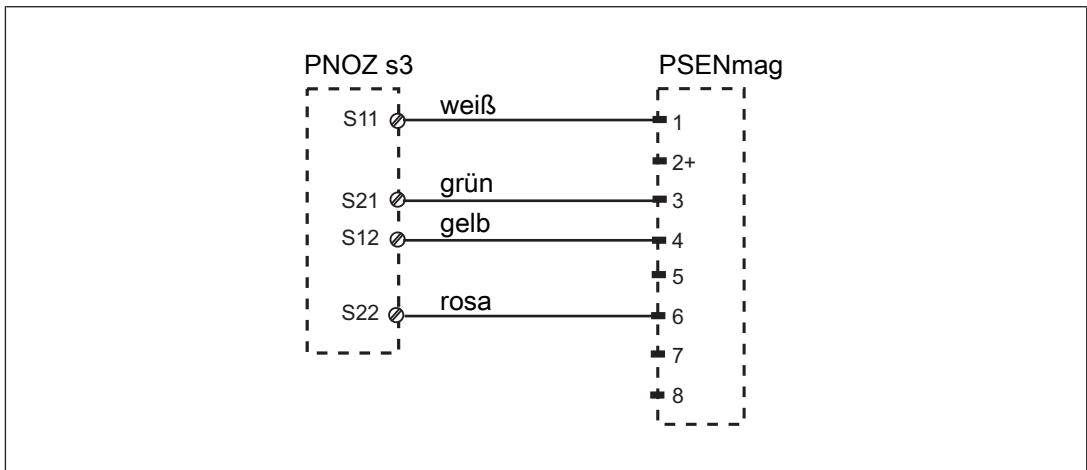 PNOZ s3
PSENmag
S11
weiß
1
2+
S21
grün
3
S12
gelb
4
5
S22
rosa
6
7
8